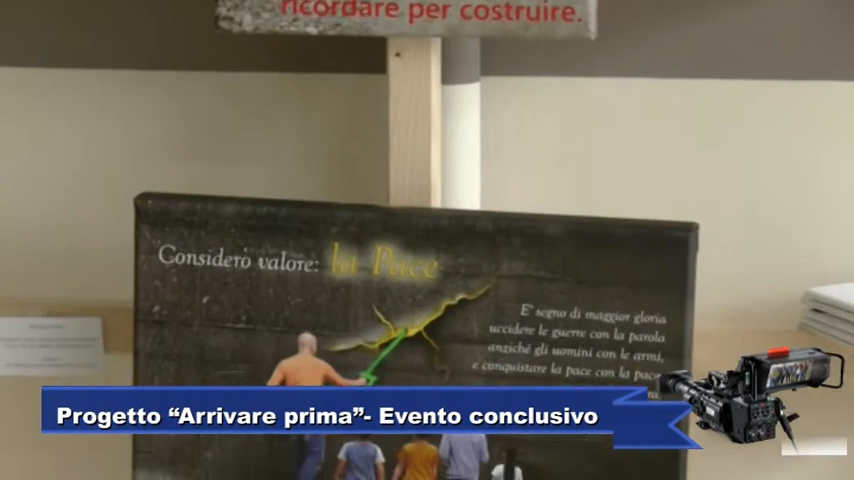 ricordare per costruire.
Considero valore: la Pace
E' segno di maggior gloria
uccidere le guerre con la parola
anziché gli uomini con le armi,
e conquistare la pace con la pace
Progetto “Arrivare prima”- Evento conclusivo